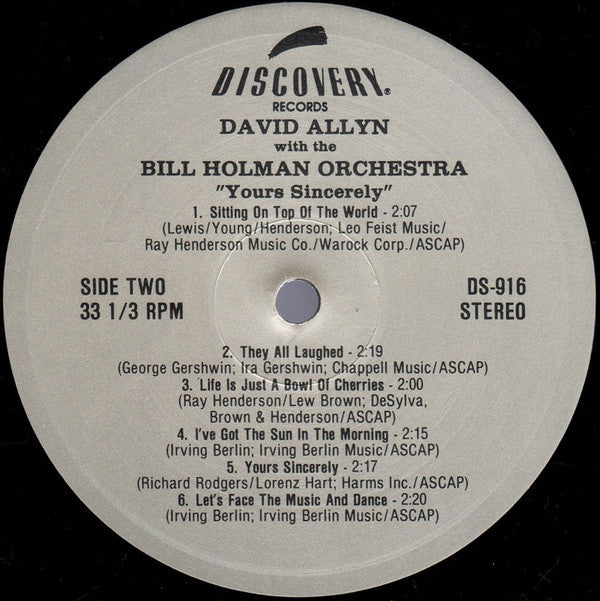 DISCOVERY®
RECORDS
DAVID ALLYN
with the
BILL HOLMAN ORCHESTRA
"Yours Sincerely"
1. Sitting On Top Of The World - 2:07
(Lewis/Young/Henderson; Leo Feist Music/
Ray Henderson Music Co./Warock Corp./ASCAP)
SIDE TWO
33 1/3 RPM
DS-916
STEREO
2. They All Laughed - 2:19
(George Gershwin; Ira Gershwin; Chappell Music/ASCAP)
3. Life Is Just A Bowl Of Cherries - 2:00
(Ray Henderson/Lew Brown; DeSylva,
Brown & Henderson/ASCAP)
4. I've Got The Sun In The Morning - 2:15
(Irving Berlin; Irving Berlin Music/ASCAP)
5. Yours Sincerely - 2:17
(Richard Rodgers/Lorenz Hart; Harms Inc./ASCAP)
6. Let's Face The Music And Dance - 2:20
(Irving Berlin; Irving Berlin Music/ASCAP)